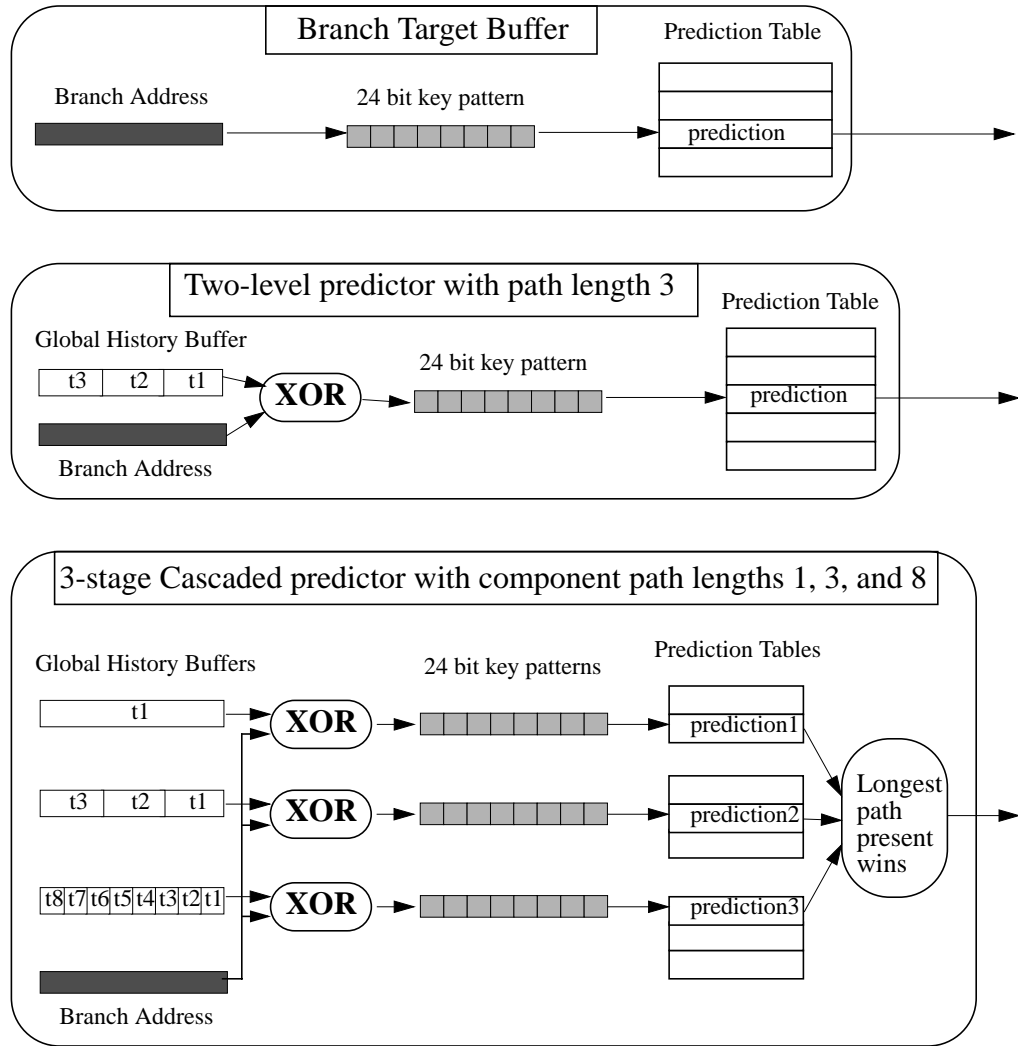 Branch Target Buffer
Prediction Table
Branch Address
24 bit key pattern
prediction
Two-level predictor with path length 3
Prediction Table
Global History Buffer
24 bit key pattern
t3 t2 t1
XOR
prediction
Branch Address
3-stage Cascaded predictor with component path lengths 1, 3, and 8
Global History Buffers
24 bit key patterns
Prediction Tables
t1
XOR
prediction1
t3 t2 t1
XOR
prediction2
Longest
path
present
wins
t8 t7 t6 t5 t4 t3 t2 t1
XOR
prediction3
Branch Address